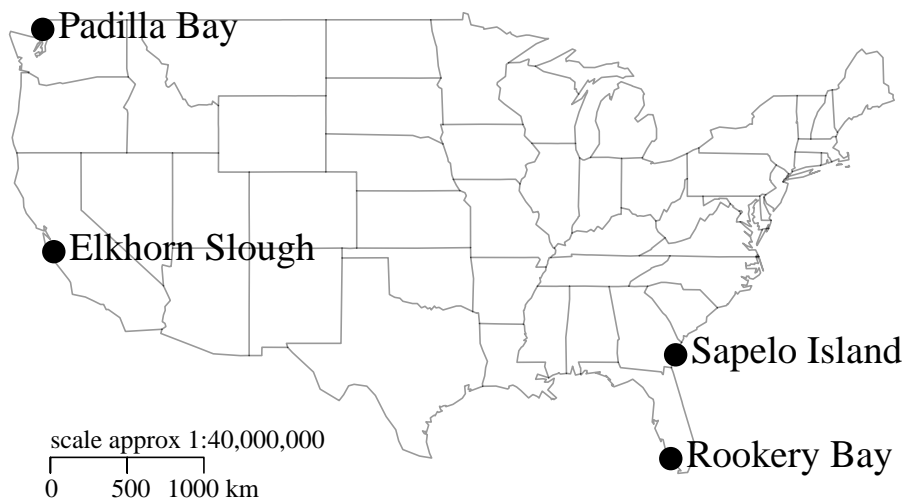 Padilla Bay
Elkhorn Slough
Sapelo Island
Rookery Bay
scale approx 1:40,000,000
0 500 1000 km